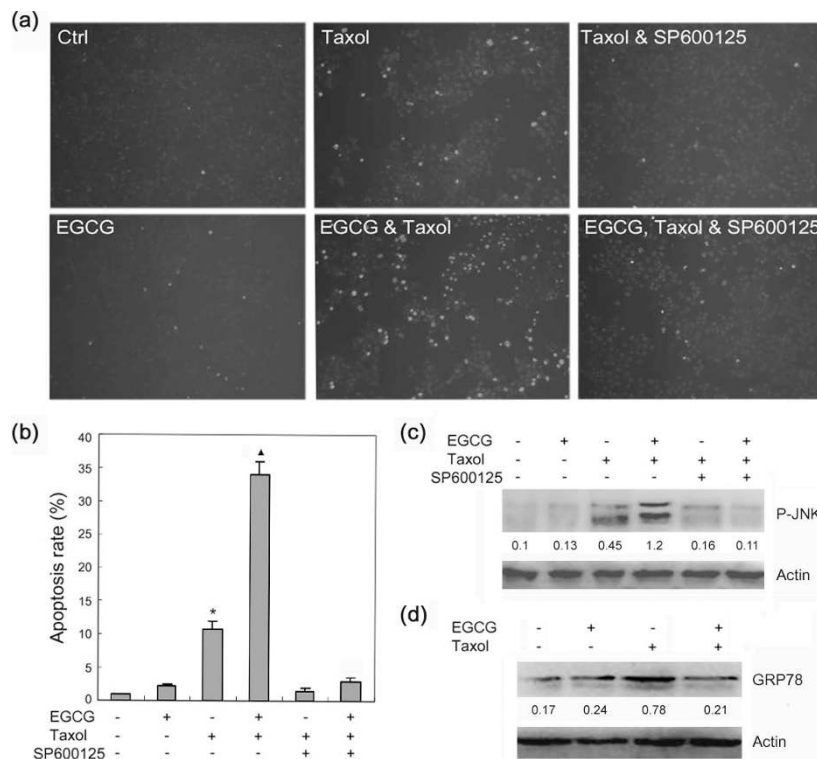 (a)
Ctrl
Taxol
Taxol & SP600125
EGCG
EGCG & Taxol
EGCG, Taxol & SP600125
(b)
Apoptosis rate (%)
40
35
30
25
20
15
10
5
0
*
▲
EGCG - + - + - +
Taxol - - + + + +
SP600125 - - - - + +
(c)
EGCG - + - + - +
Taxol - - + + + +
SP600125 - - - - + +
P-JNK
0.1 0.13 0.45 1.2 0.16 0.11
Actin
(d)
EGCG - + - +
Taxol - - + +
GRP78
0.17 0.24 0.78 0.21
Actin